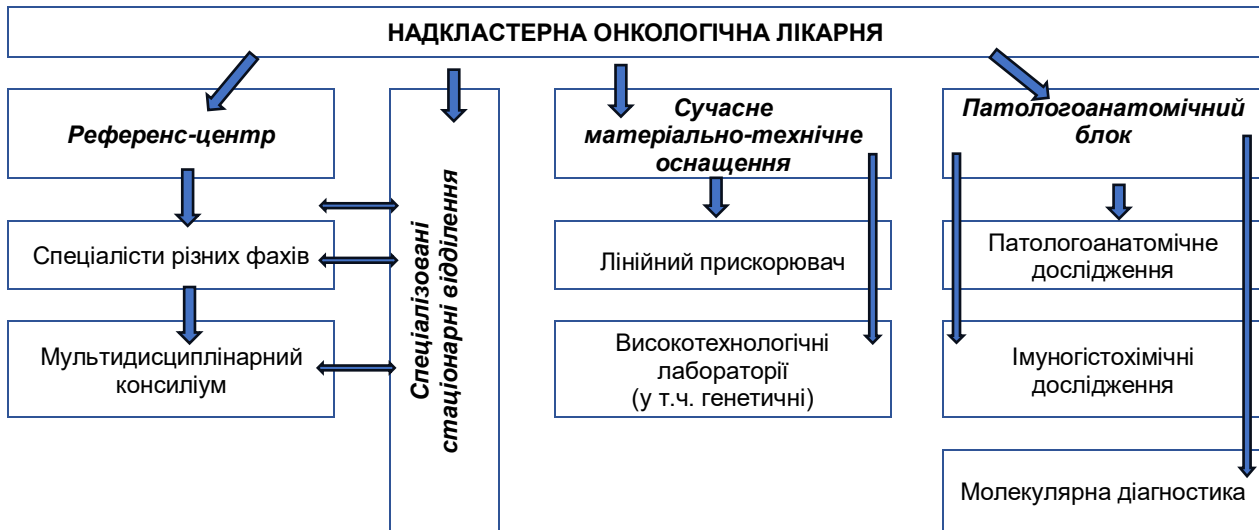 НАДКЛАСТЕРНА ОНКОЛОГІЧНА ЛІКАРНЯ
Референс-центр
Спеціалісти різних фахів
Мультидисциплінарний
консиліум
Спеціалізовані
стаціонарні відділення
Сучасне
матеріально-технічне
оснащення
Лінійний прискорювач
Високотехнологічні
лабораторії
(у т.ч. генетичні)
Патологоанатомічний
блок
Патологоанатомічне
дослідження
Імуногістохімічні
дослідження
Молекулярна діагностика